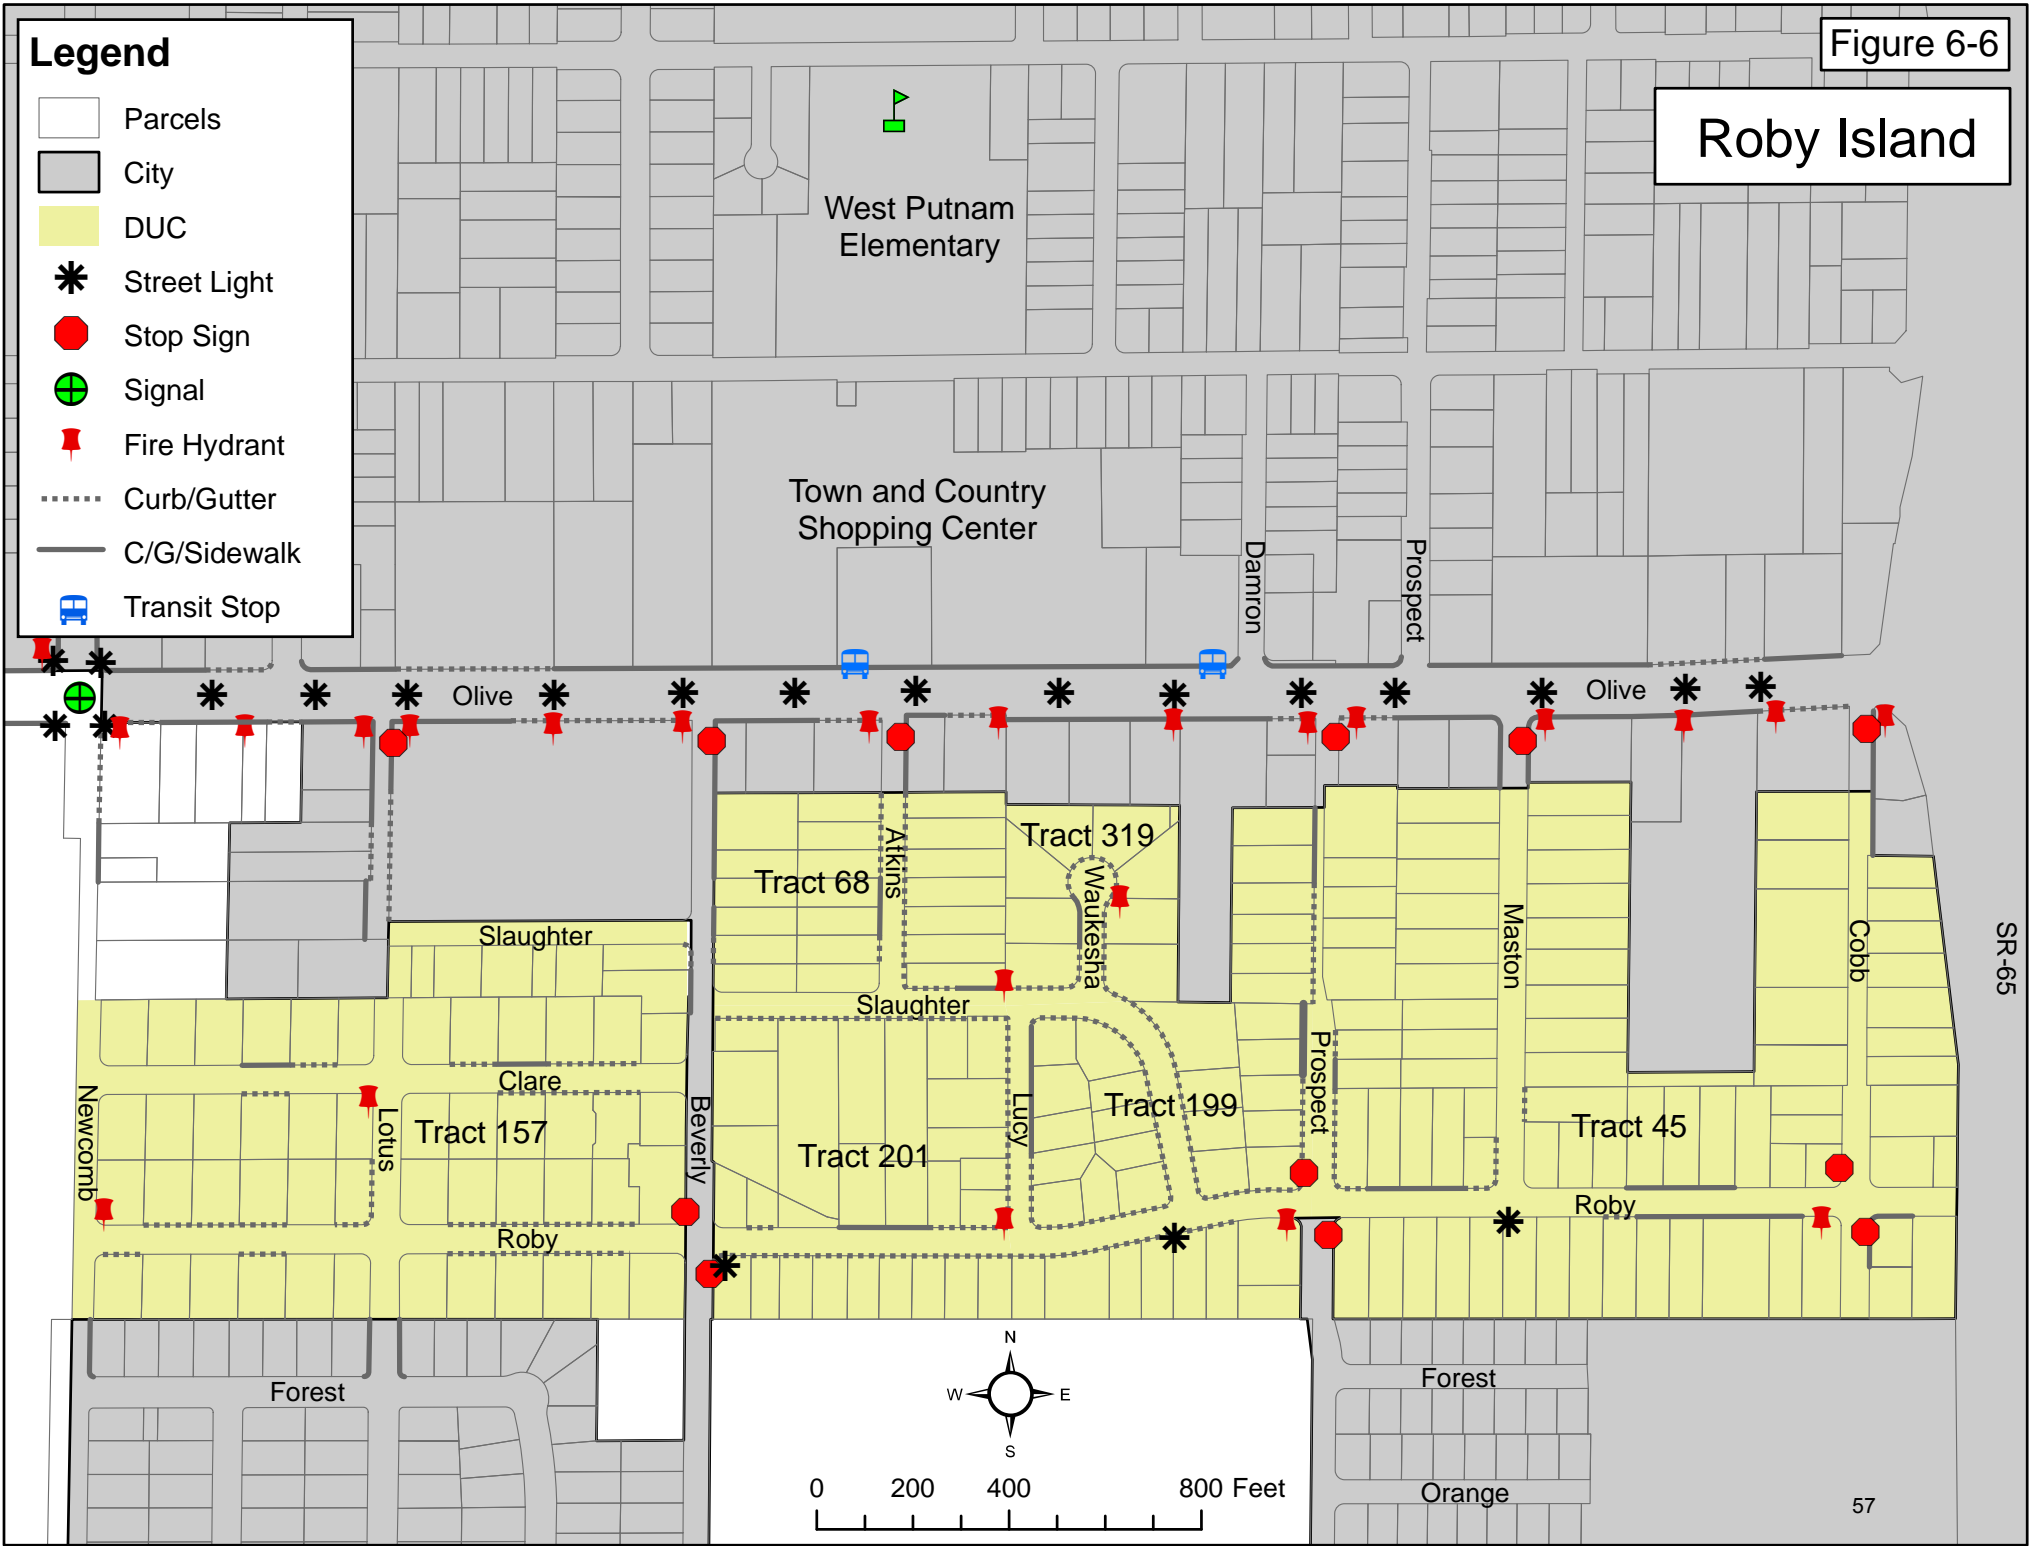 Legend
Parcels
City
DUC
Street Light
Stop Sign
Signal
Fire Hydrant
Curb/Gutter
C/G/Sidewalk
Transit Stop
Figure 6-6
Roby Island
West Putnam
Elementary
Town and Country
Shopping Center
Damron
Prospect
Olive
Olive
Tract 319
Atkins
Tract 68
Waukesha
Maston
Cobb
SR-65
Slaughter
Slaughter
Clare
Newcomb
Lotus
Tract 157
Beverly
Lucy
Tract 199
Prospect
Tract 45
Tract 201
Roby
Roby
N
W
E
S
Forest
Forest
0
200
400
800 Feet
Orange
57